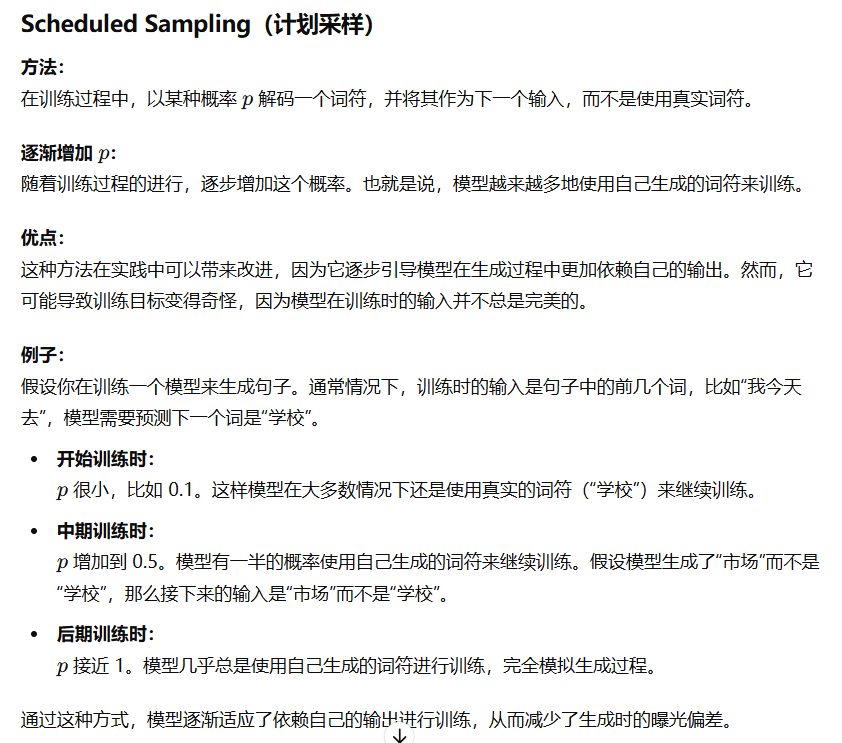 Scheduled Sampling（计划采样）
方法：
在训练过程中，以某种概率 p 解码一个词符，并将其作为下一个输入，而不是使用真实词符。
逐渐增加 p：
随着训练过程的进行，逐步增加这个概率。也就是说，模型越来越多地使用自己生成的词符来训练。
优点：
这种方法在实践中可以带来改进，因为它逐步引导模型在生成过程中更加依赖自己的输出。然而，它
可能导致训练目标变得奇怪，因为模型在训练时的输入并不总是完美的。
例子：
假设你在训练一个模型来生成句子。通常情况下，训练时的输入是句子中的前几个词，比如“我今天
去”，模型需要预测下一个词是“学校”。
• 开始训练时：
p 很小，比如 0.1。这样模型在大多数情况下还是使用真实的词符（“学校”）来继续训练。
• 中期训练时：
p 增加到 0.5。模型有一半的概率使用自己生成的词符来继续训练。假设模型生成了“市场”而不是
“学校”，那么接下来的输入是“市场”而不是“学校”。
• 后期训练时：
p 接近 1。模型几乎总是使用自己生成的词符进行训练，完全模拟生成过程。
通过这种方式，模型逐渐适应了依赖自己的输出进行训练，从而减少了生成时的曝光偏差。